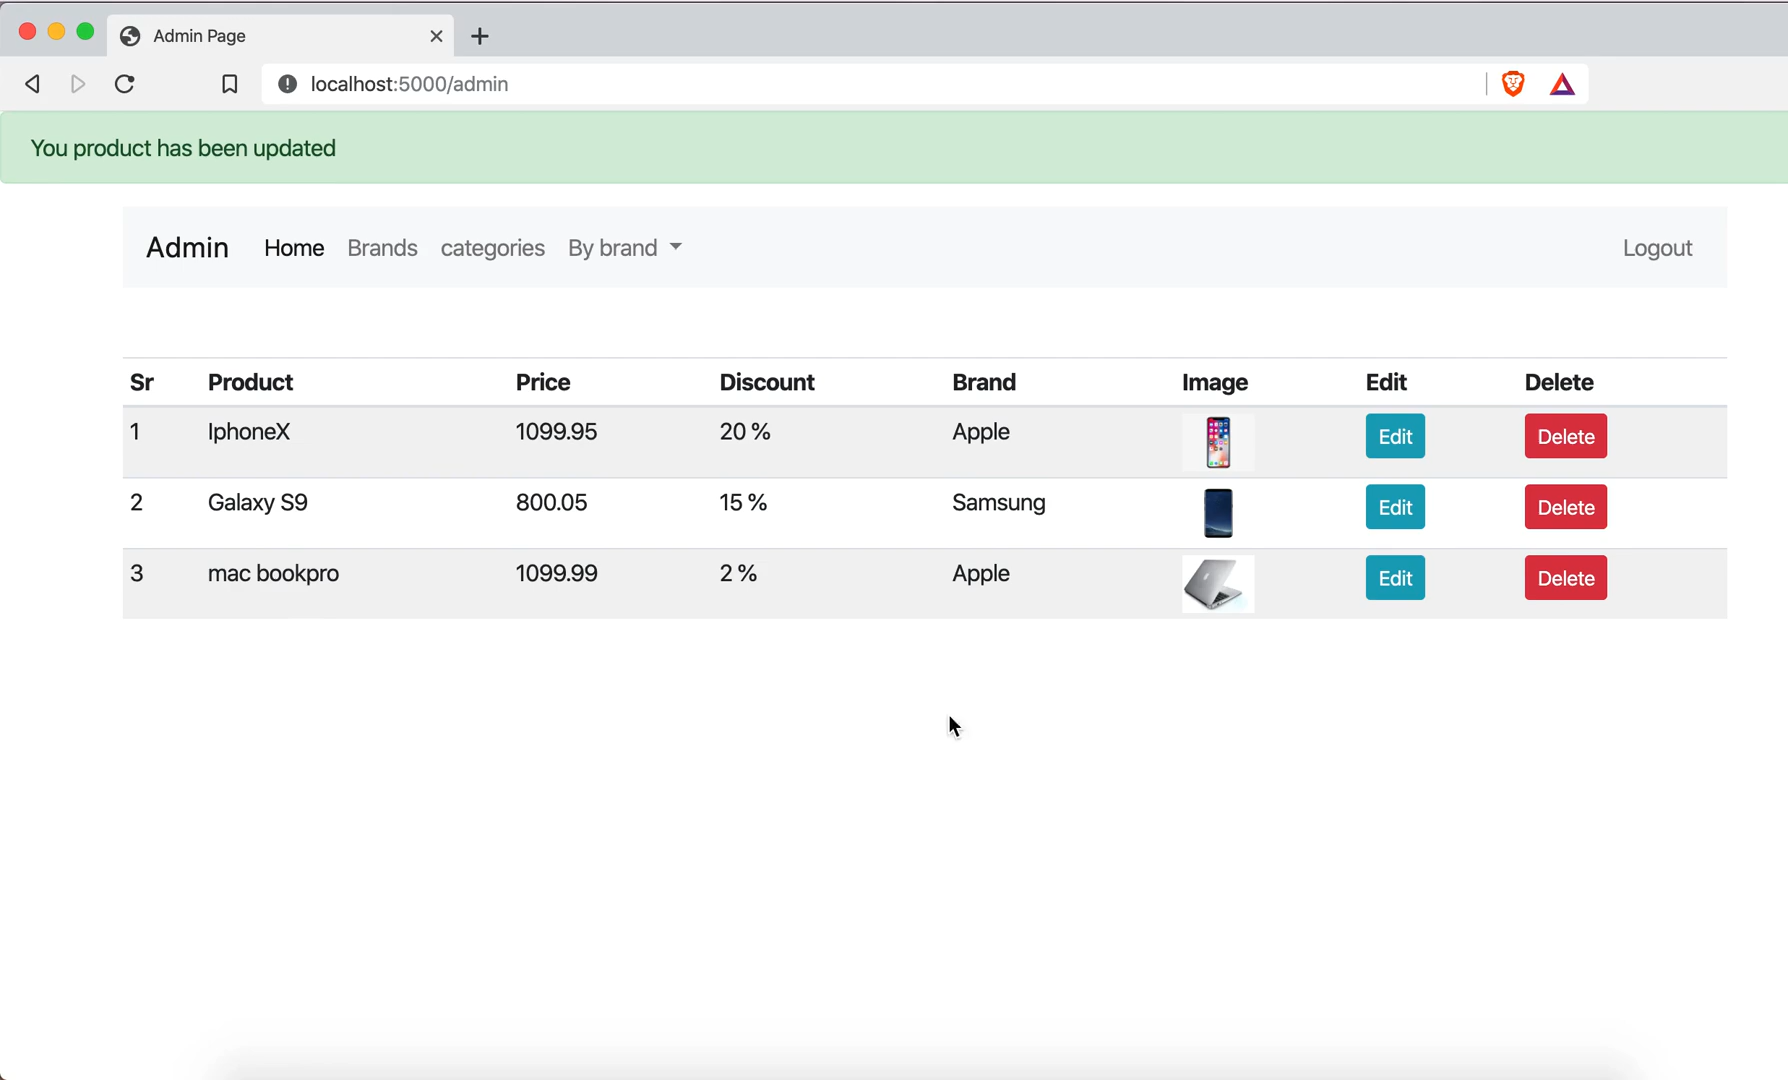 Admin Page
localhost:5000/admin
You product has been updated
Admin Home Brands categories By brand Logout
Sr Product Price Discount Brand Image Edit Delete
1 IphoneX 1099.95 20 % Apple Edit Delete
2 Galaxy S9 800.05 15 % Samsung Edit Delete
3 mac bookpro 1099.99 2 % Apple Edit Delete